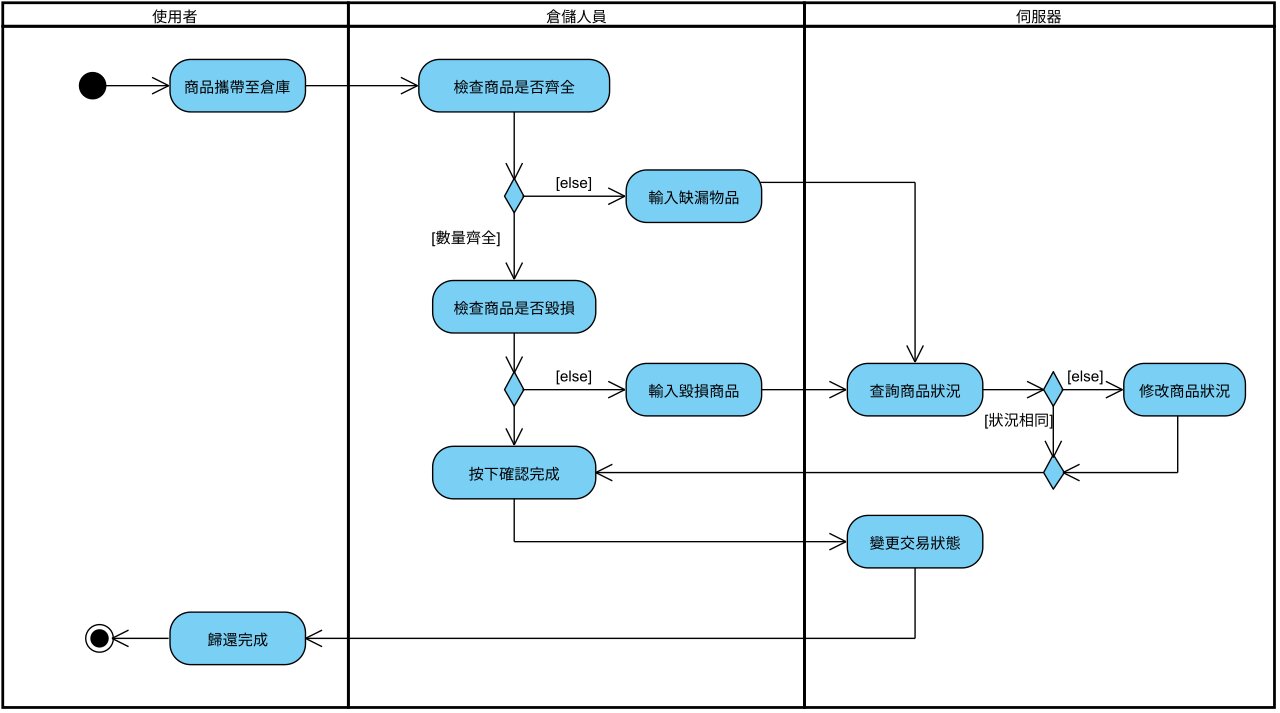 使用者
倉儲人員
伺服器
商品攜帶至倉庫
檢查商品是否齊全
[else]
輸入缺漏物品
[數量齊全]
檢查商品是否毀損
[else]
輸入毀損商品
查詢商品狀況
[else]
修改商品狀況
[狀況相同]
按下確認完成
變更交易狀態
歸還完成